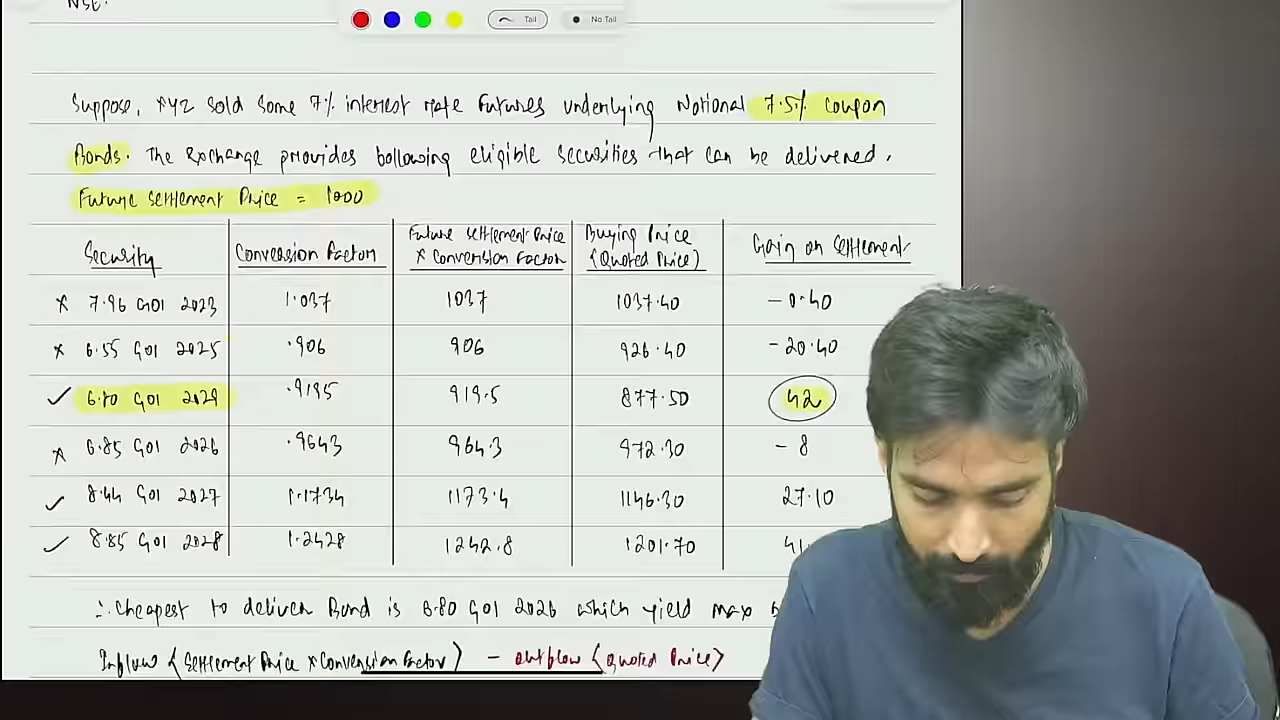 NSE.
Tail
No Tail
Suppose, XYZ sold some 7% interest rate futures underlying Notional 7.5% coupon
Bonds. The Exchange provides following eligible securities that can be delivered.
Future settlement Price = 1000
Security Conversion Factor Future settlement Price X Conversion Factor Buying Price (Quoted Price) Gain on settlement
x 7.96 GOI 2023 1.037 1037 1037.40 -0.40
x 6.55 GOI 2025 .906 906 926.40 -20.40
✓ 6.80 GOI 2029 .9195 919.5 877.50 42
x 6.85 GOI 2026 .9643 964.3 972.30 - 8
✓ 8.44 GOI 2027 1.1734 1173.4 1146.30 27.10
✓ 8.85 GOI 2028 1.2428 1242.8 1201.70 41.
∴ Cheapest to deliver Bond is 6.80 GOI 2026 which yield max
Inflow (Settlement Price X Conversion Factor) - outflow (Quoted Price)